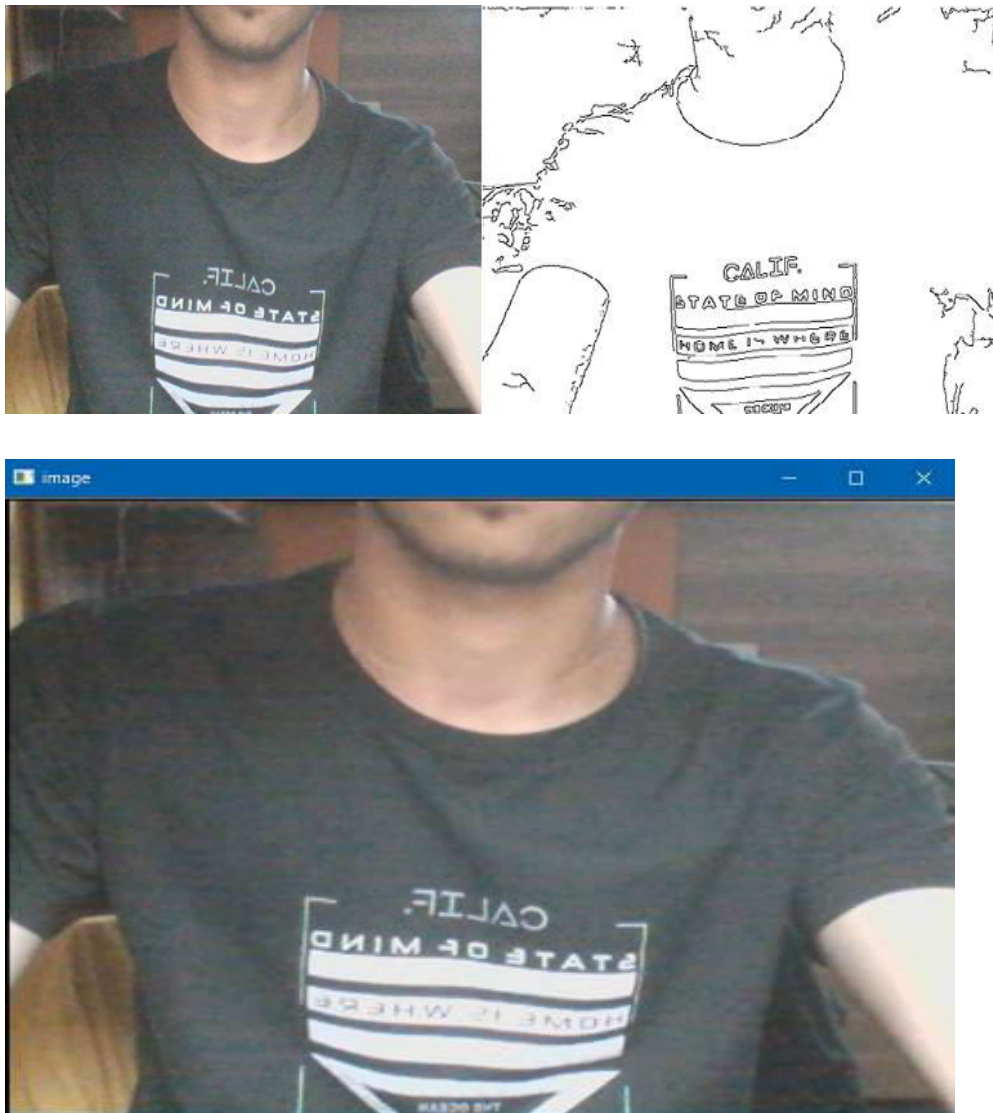 CALIF.
STATE OF MIND
HOME IS WHERE
CALIF.
STATE OF MIND
HOME IS WHERE
image
CALIF.
STATE OF MIND
HOME IS WHERE
THE OCEAN